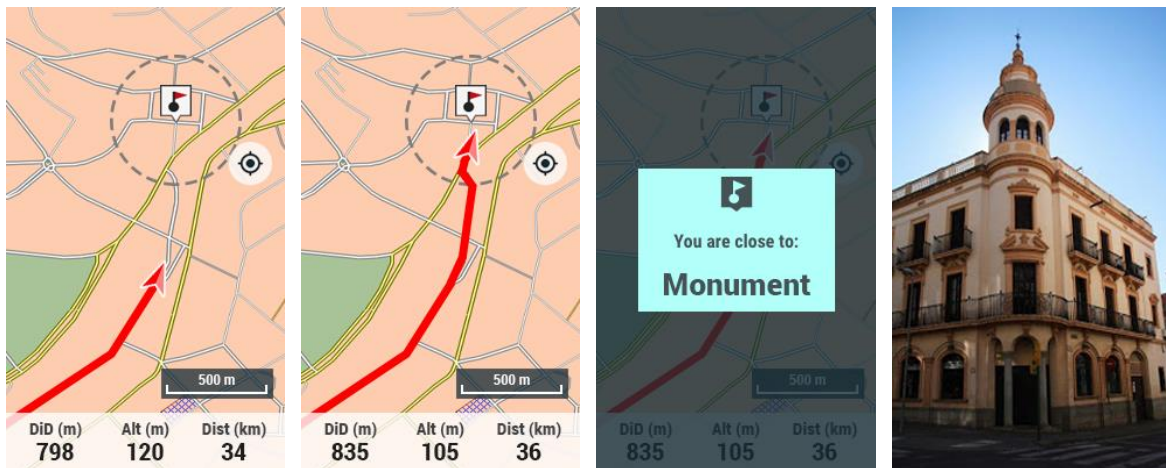 500 m
DiD (m) Alt (m) Dist (km)
798 120 34
500 m
DiD (m) Alt (m) Dist (km)
835 105 36
You are close to:
Monument
500 m
DiD (m) Alt (m) Dist (km)
835 105 36